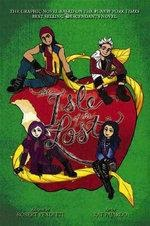 THE GRAPHIC NOVEL BASED ON THE #1 NEW YORK TIMES
BEST SELLING DESCENDANTS NOVEL
The
Isle
of the
Lost
ROBERT VENDITTI